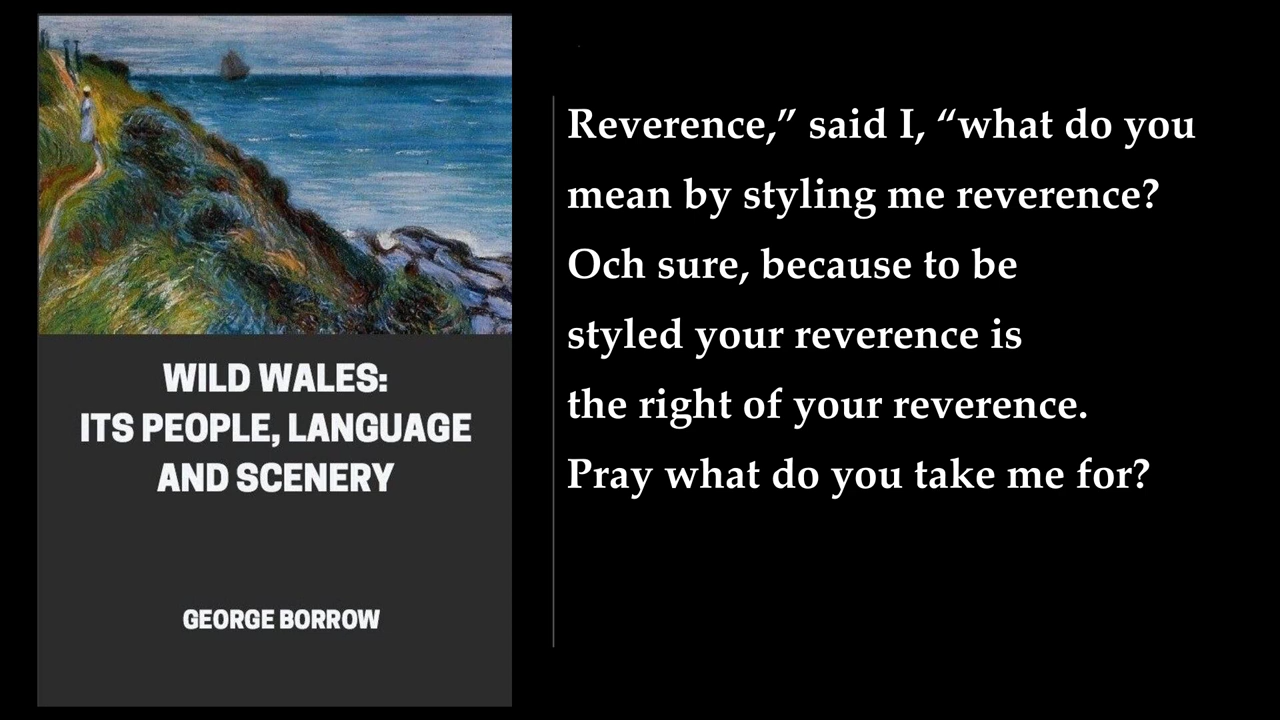 WILD WALES:
ITS PEOPLE, LANGUAGE
AND SCENERY
GEORGE BORROW
Reverence,” said I, “what do you
mean by styling me reverence?
Och sure, because to be
styled your reverence is
the right of your reverence.
Pray what do you take me for?